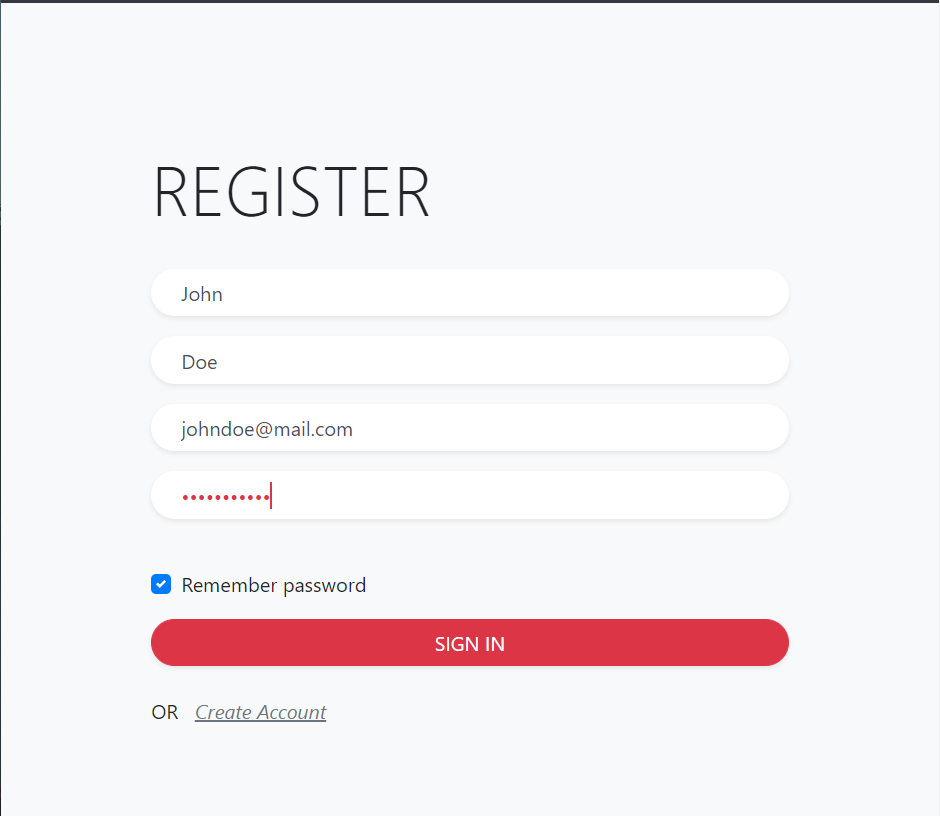 REGISTER
John
Doe
johndoe@mail.com
•••••••••••
Remember password
SIGN IN
OR Create Account